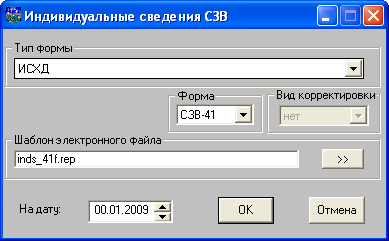 Индивидуальные сведения СЗВ
Тип формы
ИСХД
Форма
Вид корректировки
СЗВ-41
нет
Шаблон электронного файла
inds_41f.rep
>>
На дату:
00.01.2009
OK
Отмена